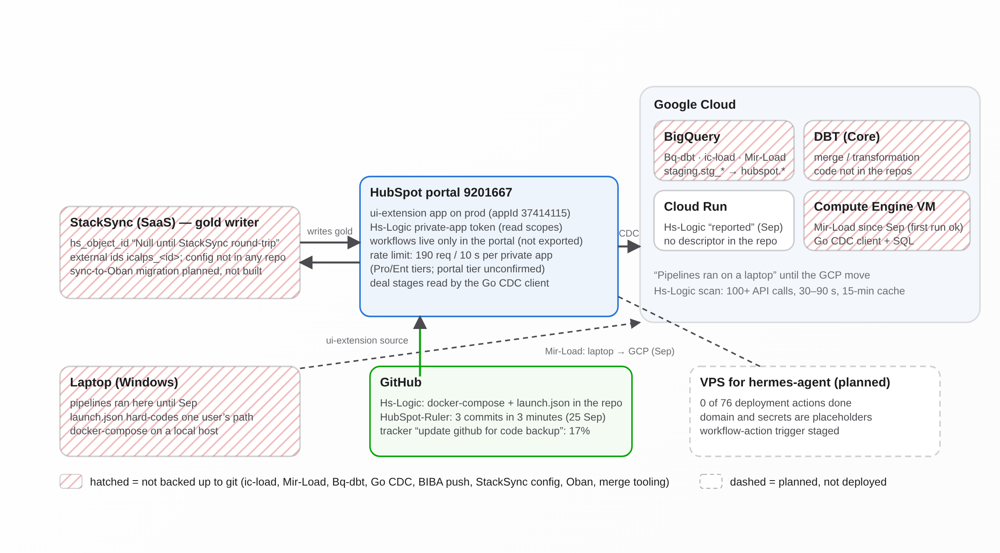 Google Cloud
BigQuery
Bq-dbt · ic-load · Mir-Load
staging.stg_* → hubspot.*
DBT (Core)
merge / transformation
code not in the repos
Cloud Run
Hs-Logic “reported” (Sep)
no descriptor in the repo
Compute Engine VM
Mir-Load since Sep (first run ok)
Go CDC client + SQL
“Pipelines ran on a laptop” until the GCP move
Hs-Logic scan: 100+ API calls, 30–90 s, 15-min cache
HubSpot portal 9201667
ui-extension app on prod (appId 37414115)
Hs-Logic private-app token (read scopes)
workflows live only in the portal (not exported)
rate limit: 190 req / 10 s per private app
(Pro/Ent tiers; portal tier unconfirmed)
deal stages read by the Go CDC client
StackSync (SaaS) — gold writer
hs_object_id “Null until StackSync round-trip”
external ids icalps_<id>; config not in any repo
sync-to-Oban migration planned, not built
writes gold
CDC
ui-extension source
Mir-Load: laptop → GCP (Sep)
Laptop (Windows)
pipelines ran here until Sep
launch.json hard-codes one user’s path
docker-compose on a local host
GitHub
Hs-Logic: docker-compose + launch.json in the repo
HubSpot-Ruler: 3 commits in 3 minutes (25 Sep)
tracker “update github for code backup”: 17%
VPS for hermes-agent (planned)
0 of 76 deployment actions done
domain and secrets are placeholders
workflow-action trigger staged
hatched = not backed up to git (ic-load, Mir-Load, Bq-dbt, Go CDC, BIBA push, StackSync config, Oban, merge tooling)
dashed = planned, not deployed